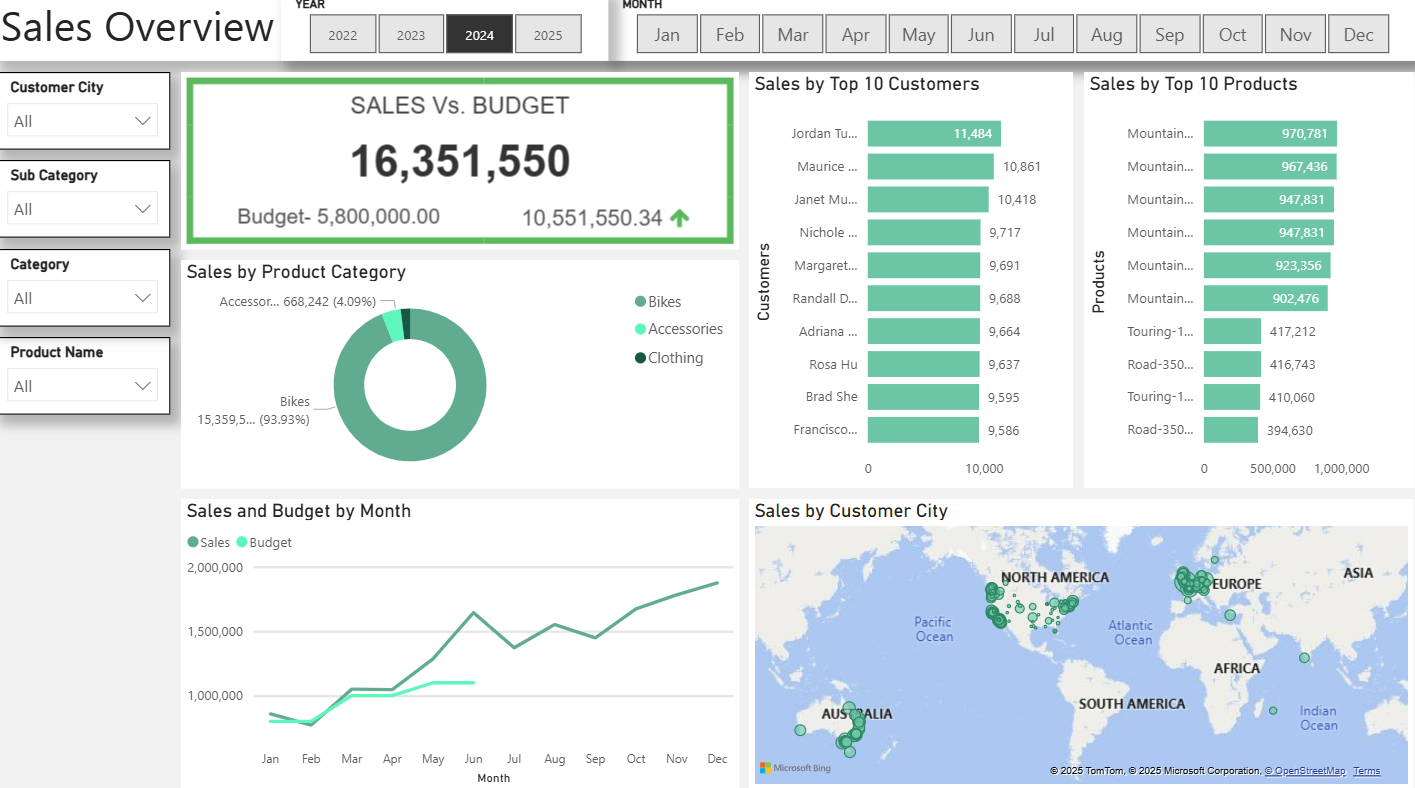 Sales Overview
YEAR
2022
2023
2024
2025
MONTH
Jan
Feb
Mar
Apr
May
Jun
Jul
Aug
Sep
Oct
Nov
Dec
Customer City
All
Sub Category
All
Category
All
Product Name
All
SALES Vs. BUDGET
16,351,550
Budget- 5,800,000.00
10,551,550.34
Sales by Product Category
Accessor... 668,242 (4.09%)
Bikes
15,359,5... (93.93%)
Bikes
Accessories
Clothing
Sales by Top 10 Customers
Customers
Jordan Tu... 11,484
Maurice ... 10,861
Janet Mu... 10,418
Nichole ... 9,717
Margaret... 9,691
Randall D... 9,688
Adriana ... 9,664
Rosa Hu 9,637
Brad She 9,595
Francisco... 9,586
0 10,000
Sales by Top 10 Products
Products
Mountain... 970,781
Mountain... 967,436
Mountain... 947,831
Mountain... 947,831
Mountain... 923,356
Mountain... 902,476
Touring-1... 417,212
Road-350... 416,743
Touring-1... 410,060
Road-350... 394,630
0 500,000 1,000,000
Sales and Budget by Month
Sales Budget
2,000,000
1,500,000
1,000,000
Jan Feb Mar Apr May Jun Jul Aug Sep Oct Nov Dec
Month
Sales by Customer City
NORTH AMERICA
EUROPE
ASIA
Pacific
Ocean
Atlantic
Ocean
AFRICA
SOUTH AMERICA
AUSTRALIA
Indian
Ocean
Microsoft Bing
© 2025 TomTom, © 2025 Microsoft Corporation, © OpenStreetMap Terms